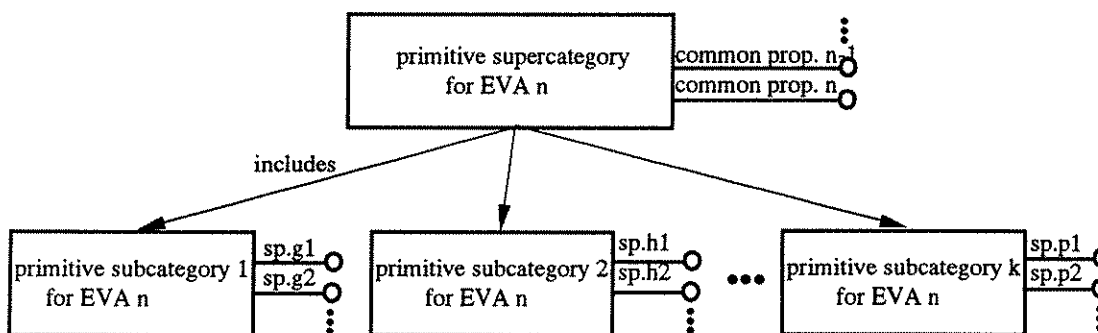 primitive supercategory
for EVA n
common prop. n-1
common prop. n
includes
primitive subcategory 1
for EVA n
sp.g1
sp.g2
primitive subcategory 2
for EVA n
sp.h1
sp.h2
primitive subcategory k
for EVA n
sp.p1
sp.p2